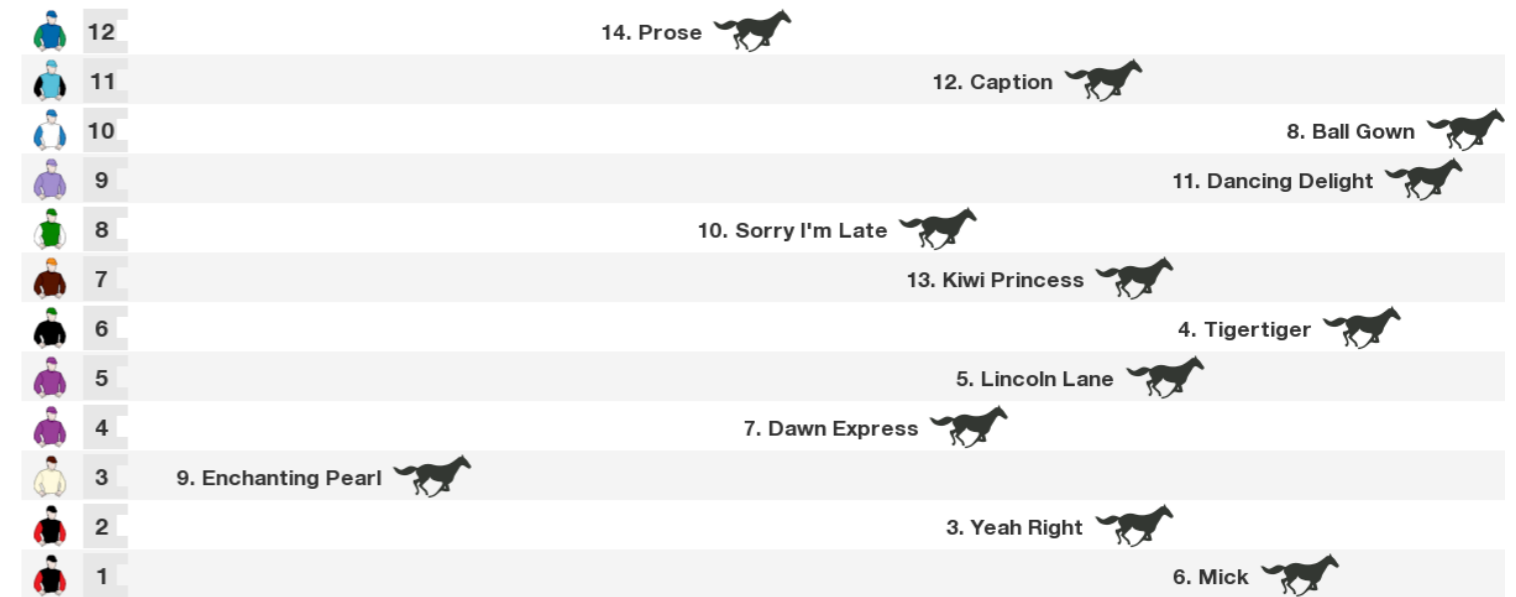 12 14. Prose
11 12. Caption
10 8. Ball Gown
9 11. Dancing Delight
8 10. Sorry I'm Late
7 13. Kiwi Princess
6 4. Tigertiger
5 5. Lincoln Lane
4 7. Dawn Express
3 9. Enchanting Pearl
2 3. Yeah Right
1 6. Mick